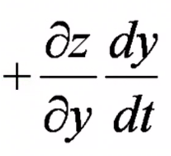 + ∂z/∂y dy/dt